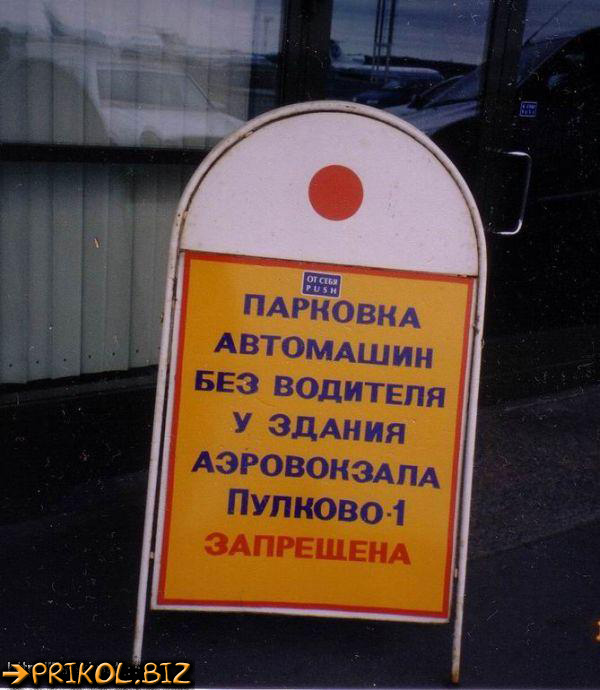 ОТ СЕБЯ
PUSH
ПАРКОВКА
АВТОМАШИН
БЕЗ ВОДИТЕЛЯ
У ЗДАНИЯ
АЭРОВОКЗАЛА
ПУЛКОВО-1
ЗАПРЕЩЕНА
PRIKOL.BIZ